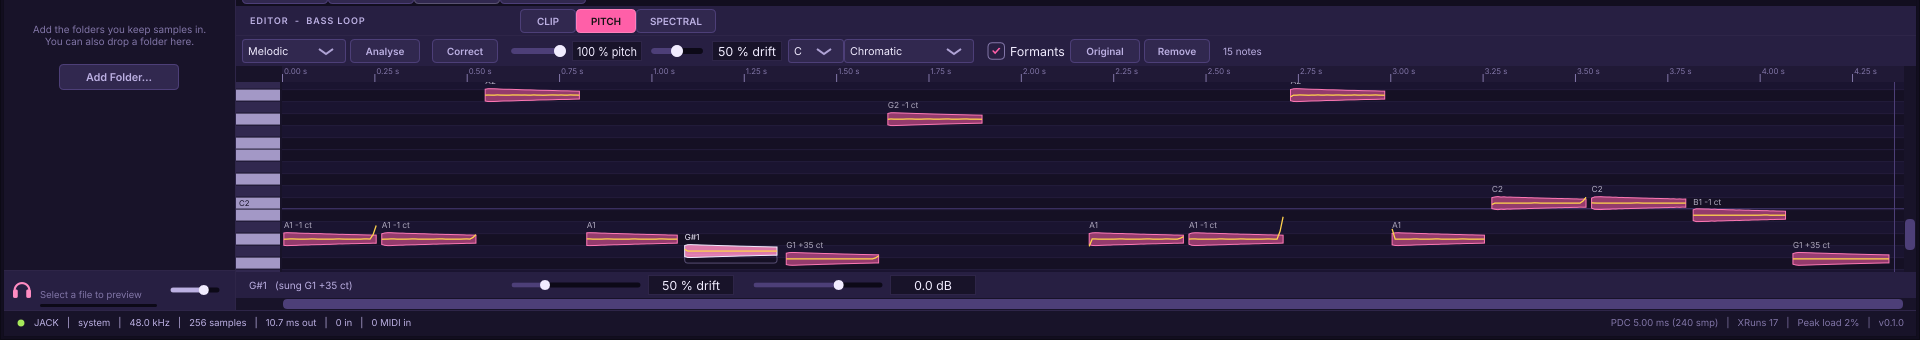 EDITOR - BASS LOOP
CLIP
PITCH
SPECTRAL
Add the folders you keep samples in.
You can also drop a folder here.
Add Folder...
Melodic
Analyse
Correct
100 % pitch
50 % drift
C
Chromatic
Formants
Original
Remove
15 notes
0.00 s
0.25 s
0.50 s
0.75 s
1.00 s
1.25 s
1.50 s
1.75 s
2.00 s
2.25 s
2.50 s
2.75 s
3.00 s
3.25 s
3.50 s
3.75 s
4.00 s
4.25 s
G2 -1 ct
C2
C2
C2
B1 -1 ct
A1 -1 ct
A1 -1 ct
A1
G#1
G1 +35 ct
A1
A1 -1 ct
A1
G1 +35 ct
Select a file to preview
G#1 (sung G1 +35 ct)
50 % drift
0.0 dB
JACK | system | 48.0 kHz | 256 samples | 10.7 ms out | 0 in | 0 MIDI in
PDC 5.00 ms (240 smp) | XRuns 17 | Peak load 2% | v0.1.0